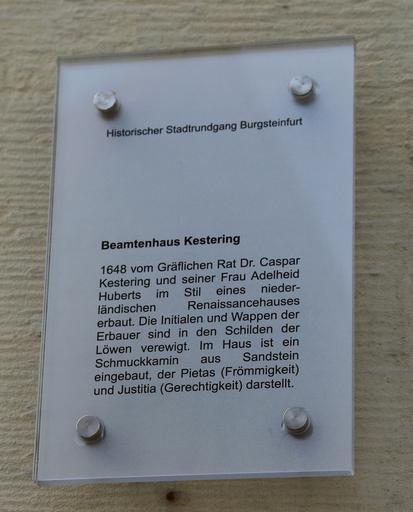 Historischer Stadtrundgang Burgsteinfurt
Beamtenhaus Kestering
1648 vom Gräflichen Rat Dr. Caspar
Kestering und seiner Frau Adelheid
Huberts im Stil eines nieder-
ländischen Renaissancehauses
erbaut. Die Initialen und Wappen der
Erbauer sind in den Schilden der
Löwen verewigt. Im Haus ist ein
Schmuckkamin aus Sandstein
eingebaut, der Pietas (Frömmigkeit)
und Justitia (Gerechtigkeit) darstellt.